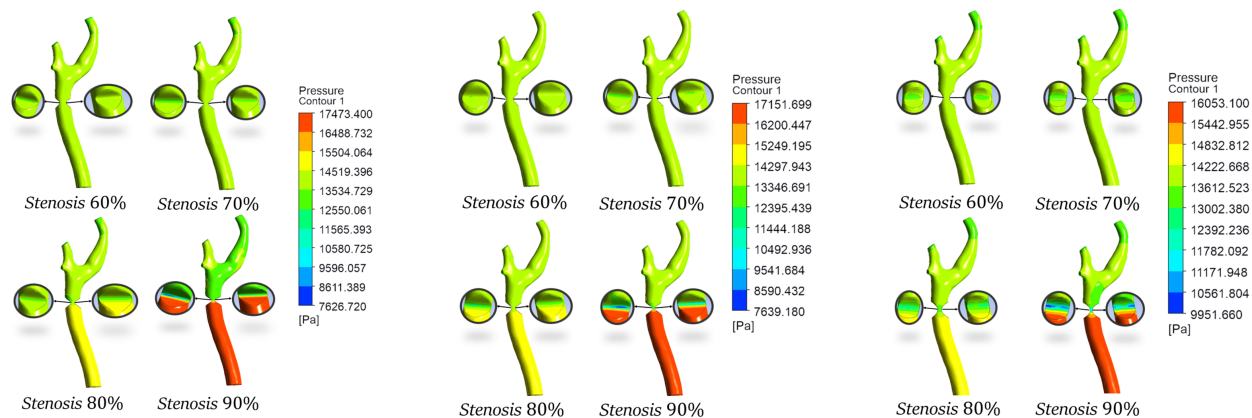 Stenosis 60%
Stenosis 70%
Stenosis 80%
Stenosis 90%
Pressure
Contour 1
17473.400
16488.732
15504.064
14519.396
13534.729
12550.061
11565.393
10580.725
9596.057
8611.389
7626.720
[Pa]
Stenosis 60%
Stenosis 70%
Stenosis 80%
Stenosis 90%
Pressure
Contour 1
17151.699
16200.447
15249.195
14297.943
13346.691
12395.439
11444.188
10492.936
9541.684
8590.432
7639.180
[Pa]
Stenosis 60%
Stenosis 70%
Stenosis 80%
Stenosis 90%
Pressure
Contour 1
16053.100
15442.955
14832.812
14222.668
13612.523
13002.380
12392.236
11782.092
11171.948
10561.804
9951.660
[Pa]